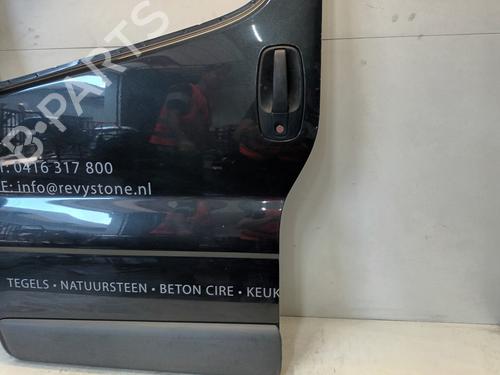 B-PARTS
T: 0416 317 800
E: info@revystone.nl
TEGELS • NATUURSTEEN • BETON CIRE • KEUK